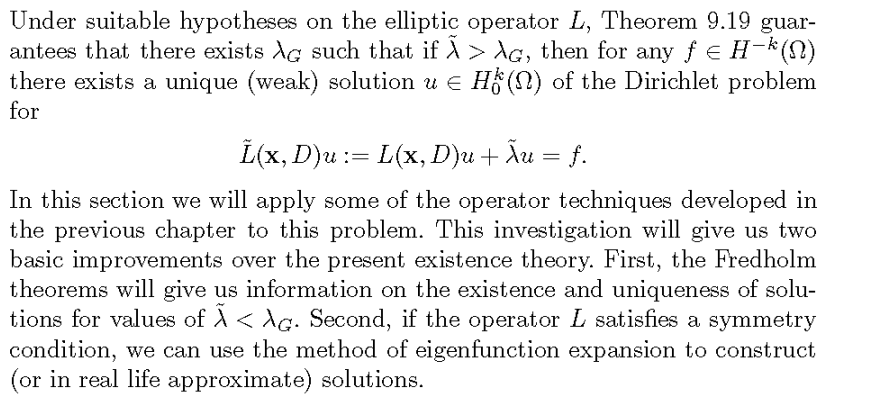 Under suitable hypotheses on the elliptic operator L, Theorem 9.19 guar-
antees that there exists λ_G such that if λ̃ > λ_G, then for any f ∈ H^{-k}(Ω)
there exists a unique (weak) solution u ∈ H_0^k(Ω) of the Dirichlet problem
for
L̃(x, D)u := L(x, D)u + λ̃u = f.
In this section we will apply some of the operator techniques developed in
the previous chapter to this problem. This investigation will give us two
basic improvements over the present existence theory. First, the Fredholm
theorems will give us information on the existence and uniqueness of solu-
tions for values of λ̃ < λ_G. Second, if the operator L satisfies a symmetry
condition, we can use the method of eigenfunction expansion to construct
(or in real life approximate) solutions.